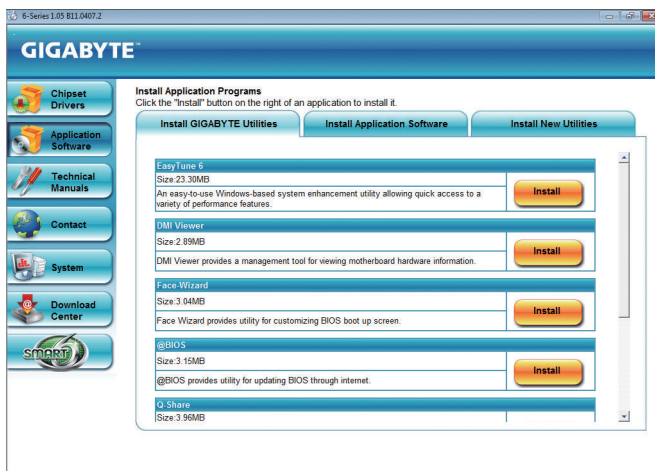 6-Series 1.05 B11.0407.2
GIGABYTE™
Chipset
Drivers
Application
Software
Technical
Manuals
Contact
System
Download
Center
SMART
Install Application Programs
Click the "Install" button on the right of an application to install it.
Install GIGABYTE Utilities
Install Application Software
Install New Utilities
EasyTune 6
Size:23.30MB
An easy-to-use Windows-based system enhancement utility allowing quick access to a
variety of performance features.
Install
DMI Viewer
Size:2.89MB
DMI Viewer provides a management tool for viewing motherboard hardware information.
Install
Face-Wizard
Size:3.04MB
Face Wizard provides utility for customizing BIOS boot up screen.
Install
@BIOS
Size:3.15MB
@BIOS provides utility for updating BIOS through internet.
Install
Q-Share
Size:3.96MB